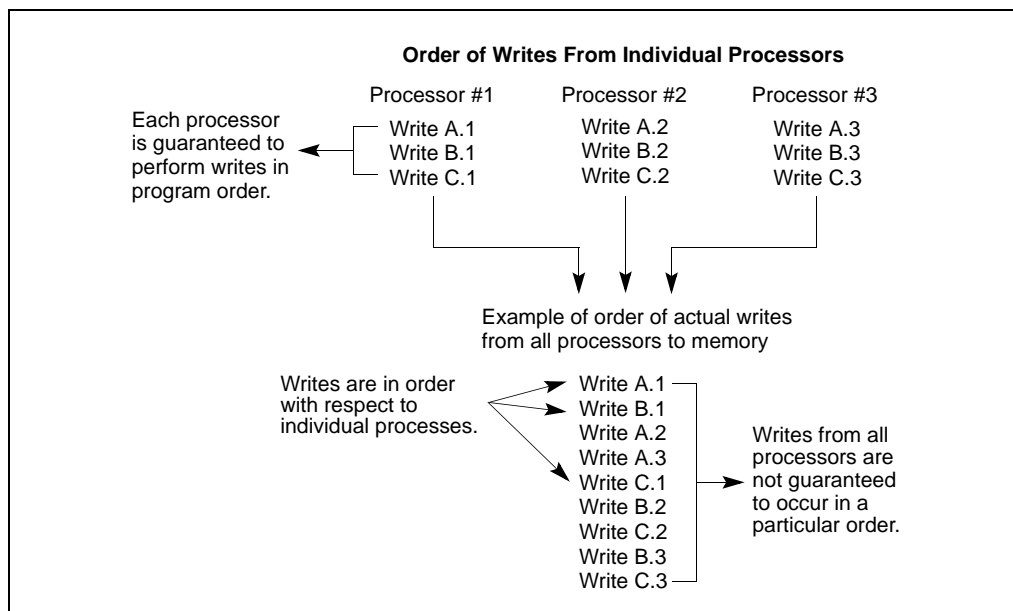 Order of Writes From Individual Processors
Processor #1
Processor #2
Processor #3
Each processor
is guaranteed to
perform writes in
program order.
Write A.1
Write B.1
Write C.1
Write A.2
Write B.2
Write C.2
Write A.3
Write B.3
Write C.3
Example of order of actual writes
from all processors to memory
Writes are in order
with respect to
individual processes.
Write A.1
Write B.1
Write A.2
Write A.3
Write C.1
Write B.2
Write C.2
Write B.3
Write C.3
Writes from all
processors are
not guaranteed
to occur in a
particular order.